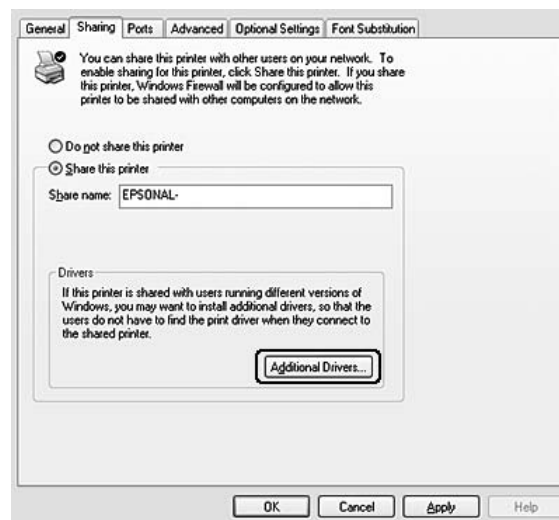 General Sharing Ports Advanced Optional Settings Font Substitution
You can share this printer with other users on your network. To
enable sharing for this printer, click Share this printer. If you share
this printer, Windows Firewall will be configured to allow this
printer to be shared with other computers on the network.
Do not share this printer
Share this printer
Share name: EPSONAL-
Drivers
If this printer is shared with users running different versions of
Windows, you may want to install additional drivers, so that the
users do not have to find the print driver when they connect to
the shared printer.
Additional Drivers...
OK Cancel Apply Help